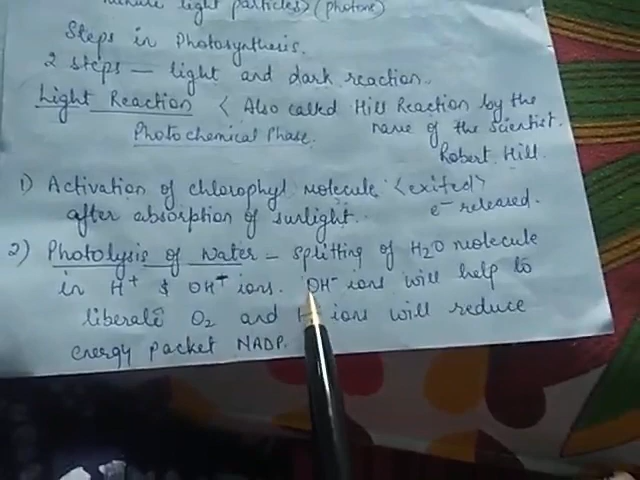 light particles) (photons)
Steps in Photosynthesis.
2 steps — light and dark reaction.
Light Reaction < Also called Hill Reaction by the
Photochemical Phase. name of the scientist.
Robert Hill.
1) Activation of chlorophyl molecule <exited>
after absorption of sunlight. e⁻ released.
2) Photolysis of water — splitting of H₂O molecule
in H⁺ & OH⁺ ions. OH⁻ ions will help to
liberate O₂ and ions will reduce
energy packet NADP.